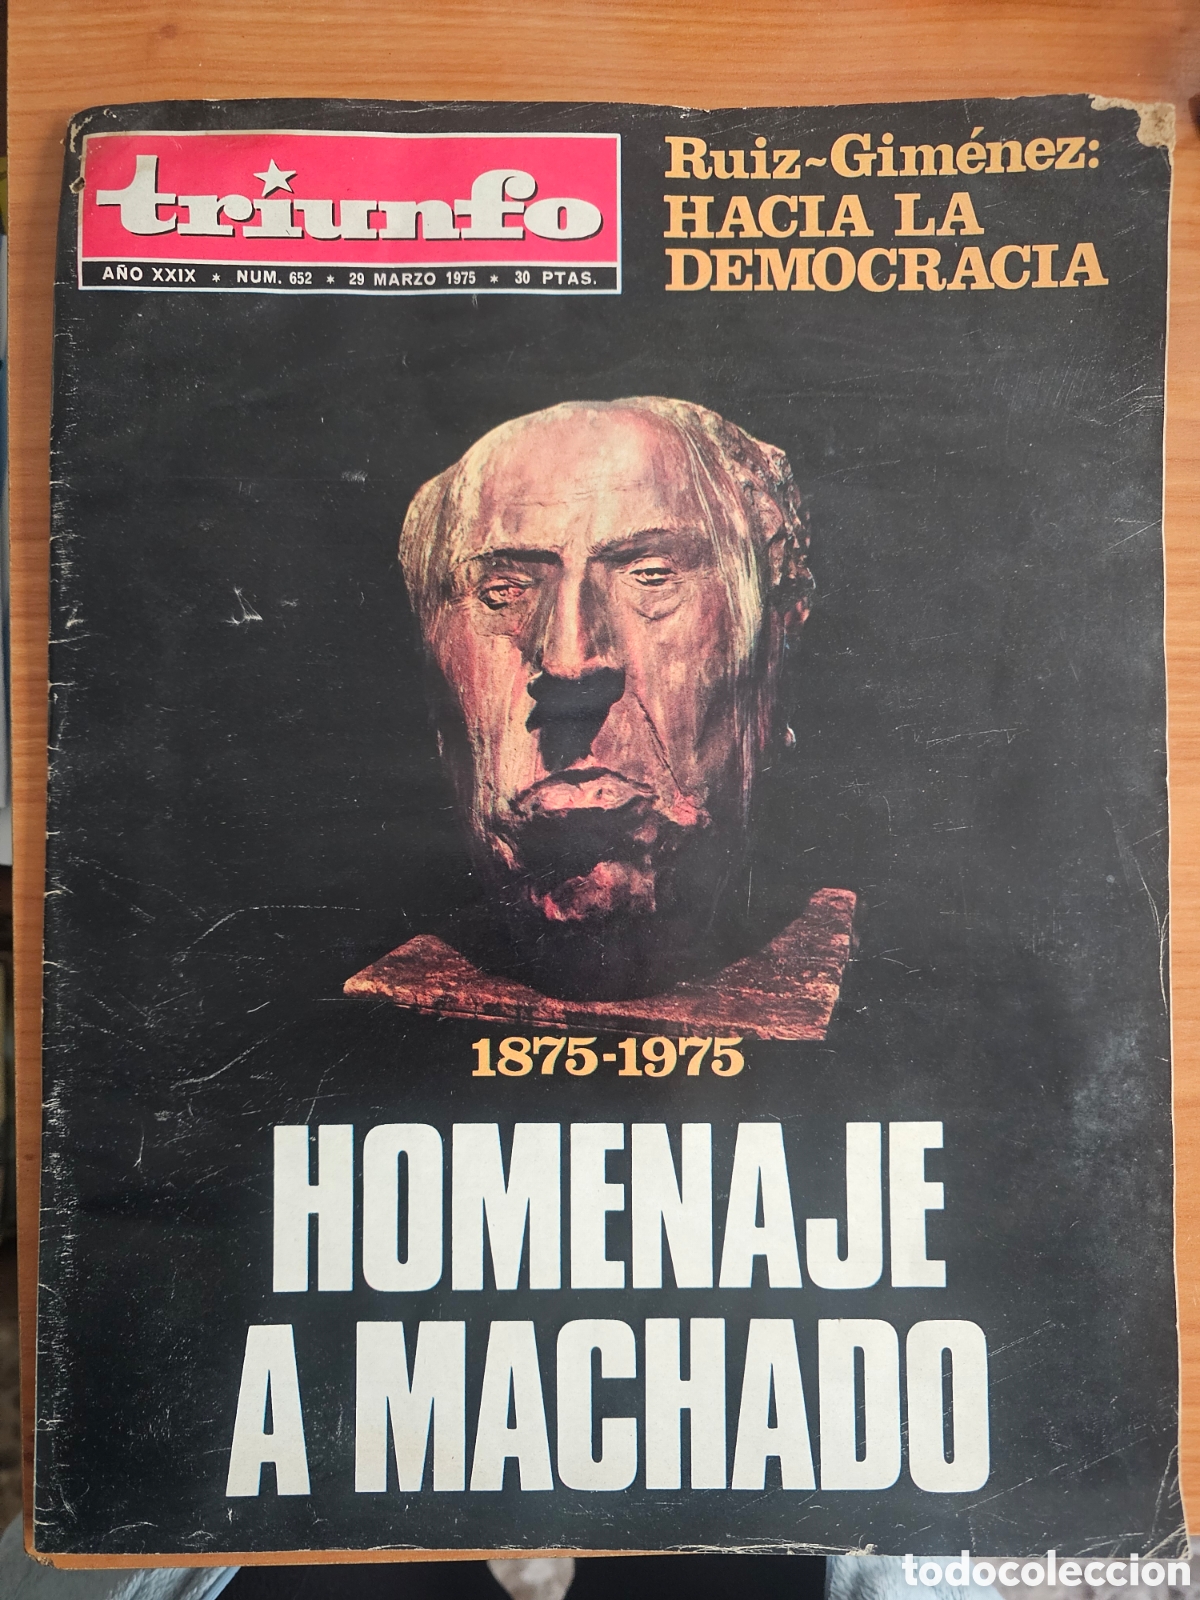 triunfo
AÑO XXIX * NUM. 652 * 29 MARZO 1975 * 30 PTAS.
Ruiz~Giménez:
HACIA LA
DEMOCRACIA
1875-1975
HOMENAJE
A MACHADO
todocoleccion